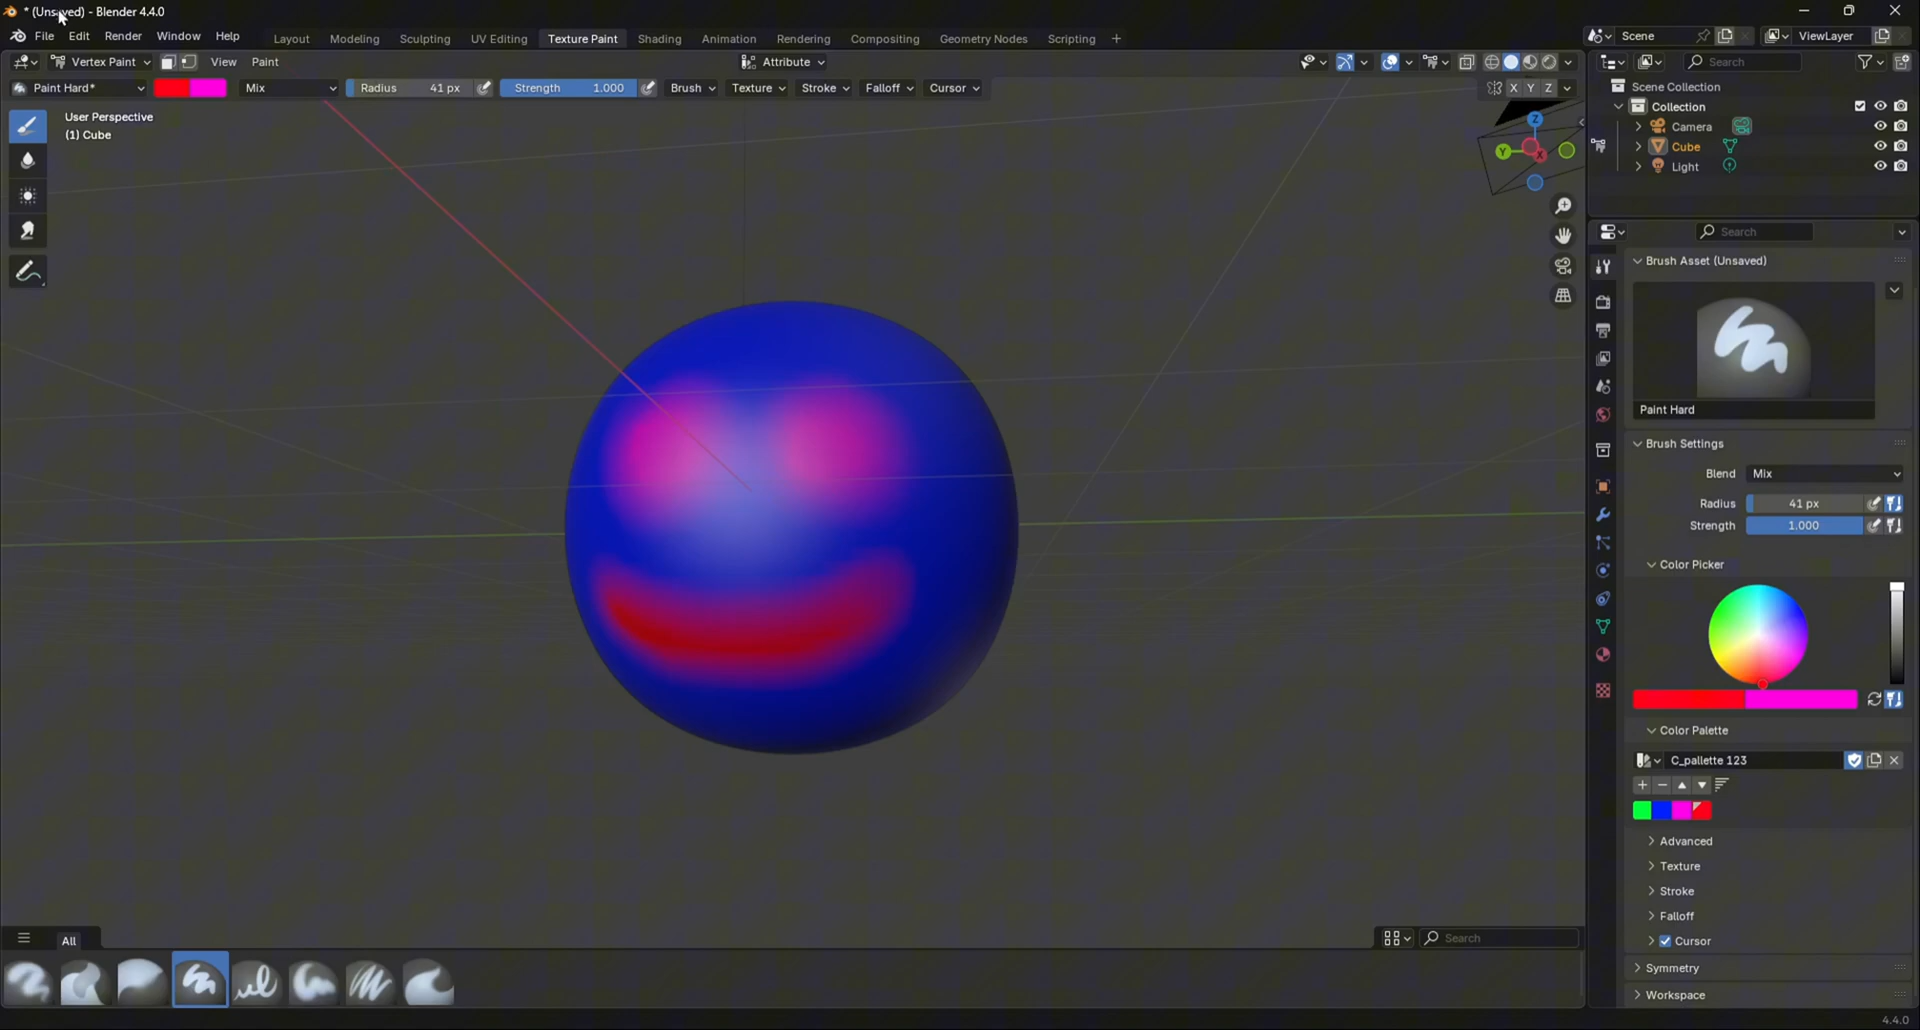 * (Unsaved) - Blender 4.4.0
File Edit Render Window Help
Layout Modeling Sculpting UV Editing Texture Paint Shading Animation Rendering Compositing Geometry Nodes Scripting +
Scene
ViewLayer
Vertex Paint View Paint
Attribute
Search
Paint Hard*
Mix
Radius 41 px
Strength 1.000
Brush Texture Stroke Falloff Cursor
X Y Z
User Perspective
(1) Cube
Z
Y
X
Scene Collection
Collection
Camera
Cube
Light
Search
Brush Asset (Unsaved)
Paint Hard
Brush Settings
Blend Mix
Radius 41 px
Strength 1.000
Color Picker
Color Palette
C_pallette 123
Advanced
Texture
Stroke
Falloff
Cursor
Symmetry
Workspace
All
Search
4.4.0